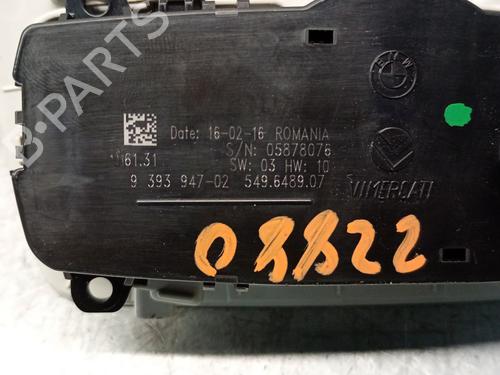 BMW
Date: 16-02-16 ROMANIA
S/N: 05878076
61.31
SW: 03 HW: 10
9 393 947-02 549.6489.07
VIMERCATI
B-PARTS